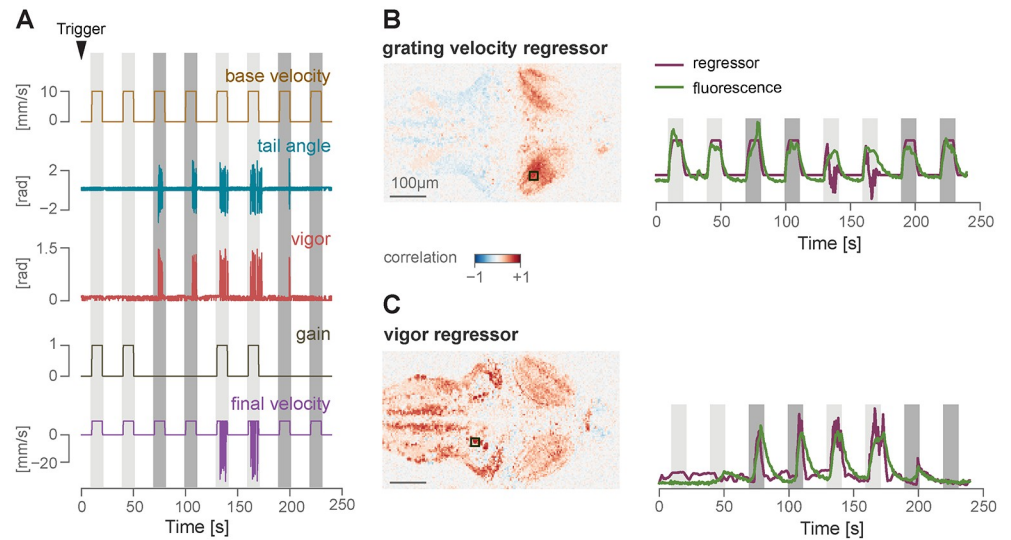 A
Trigger
base velocity
10
0
[mm/s]
tail angle
2
−2
[rad]
vigor
1.5
0
[rad]
gain
1
0
final velocity
0
−20
[mm/s]
0 50 100 150 200 250
Time [s]
B
grating velocity regressor
100µm
regressor
fluorescence
0 50 100 150 200 250
Time [s]
correlation
−1 +1
C
vigor regressor
0 50 100 150 200 250
Time [s]